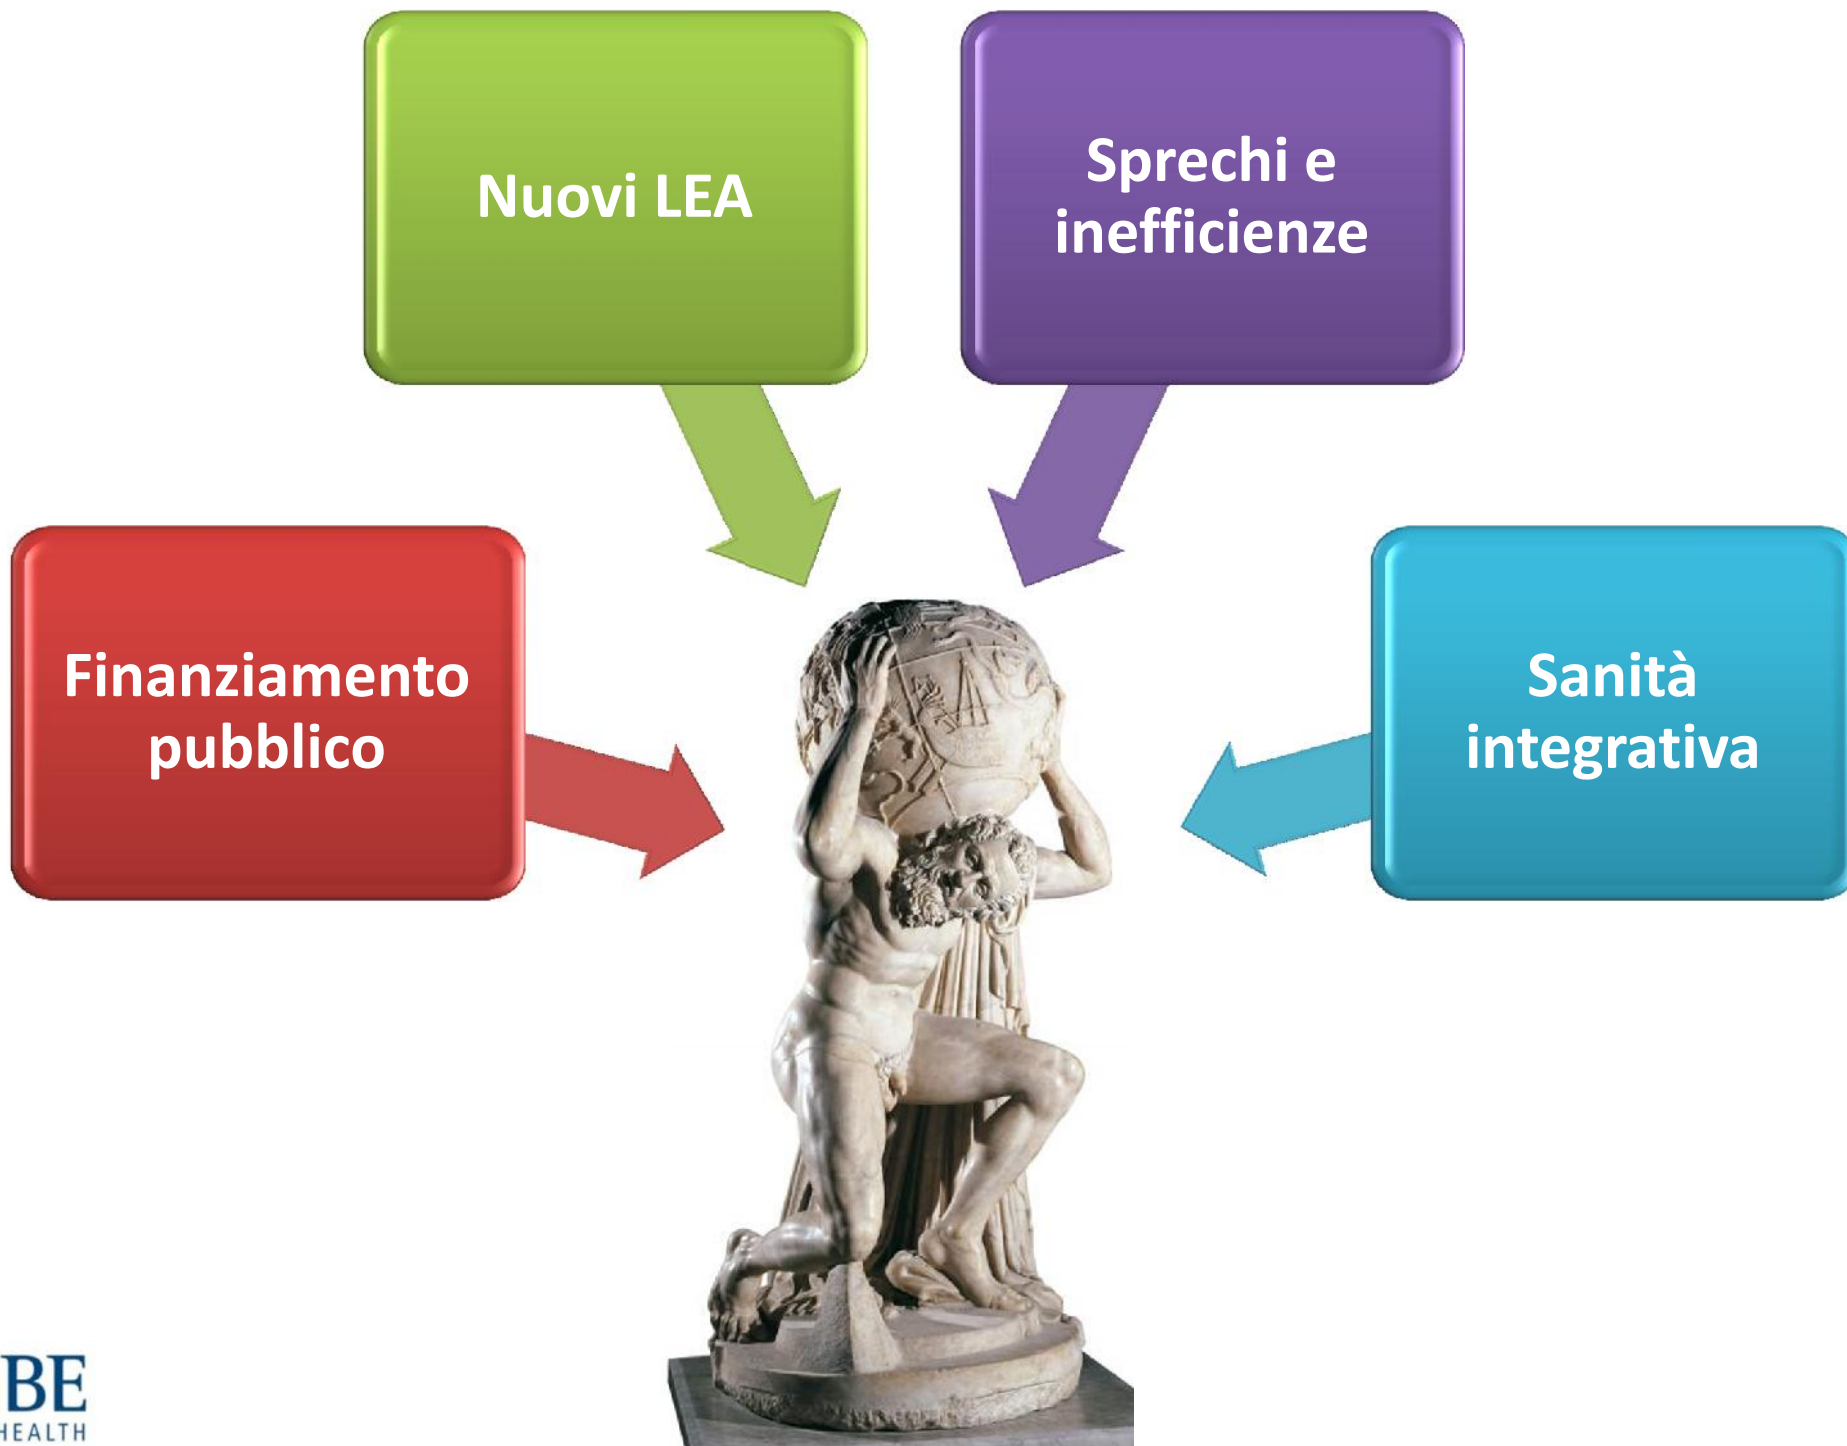 Nuovi LEA
Sprechi e
inefficienze
Finanziamento
pubblico
Sanità
integrativa
BE
HEALTH